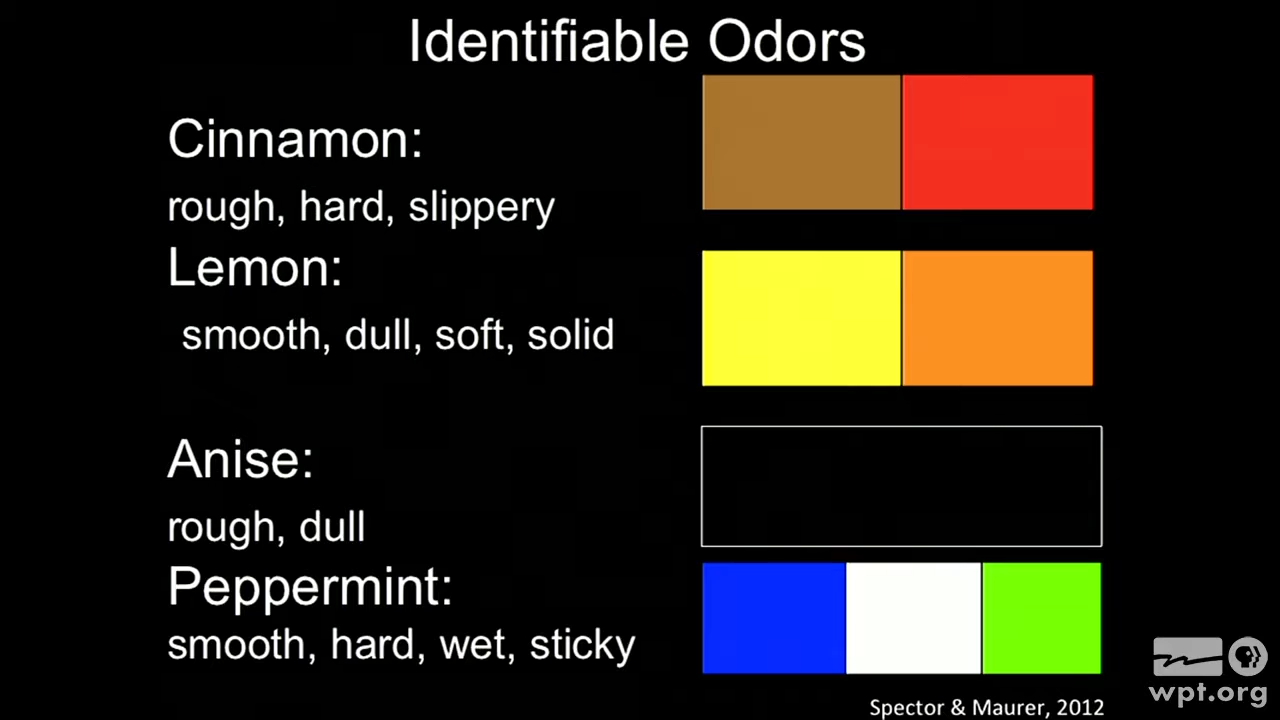 Identifiable Odors
Cinnamon:
rough, hard, slippery
Lemon:
smooth, dull, soft, solid
Anise:
rough, dull
Peppermint:
smooth, hard, wet, sticky
Spector & Maurer, 2012
wpt.org